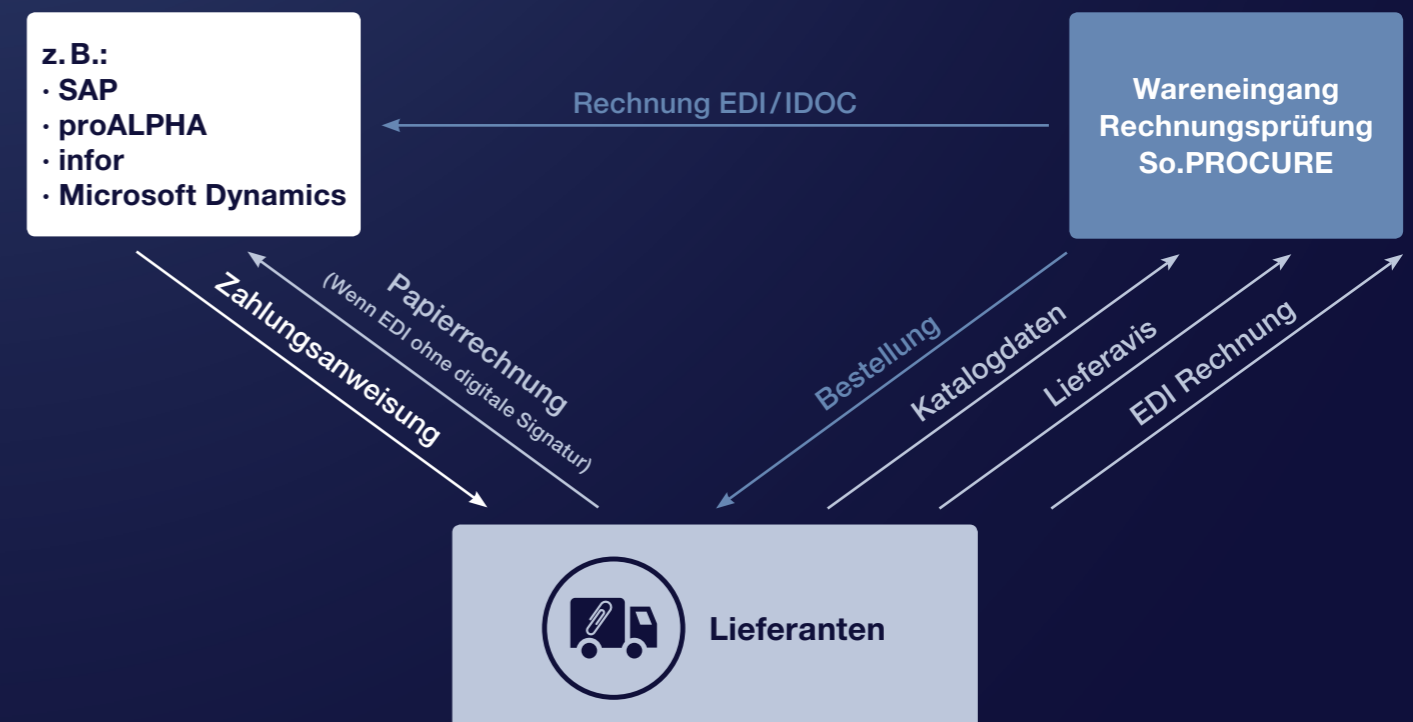 z. B.:
· SAP
· proALPHA
· infor
· Microsoft Dynamics
Rechnung EDI / IDOC
Wareneingang
Rechnungsprüfung
So.PROCURE
Zahlungsanweisung
Papierrechnung
(Wenn EDI ohne digitale Signatur)
Bestellung
Katalogdaten
Lieferavis
EDI Rechnung
Lieferanten